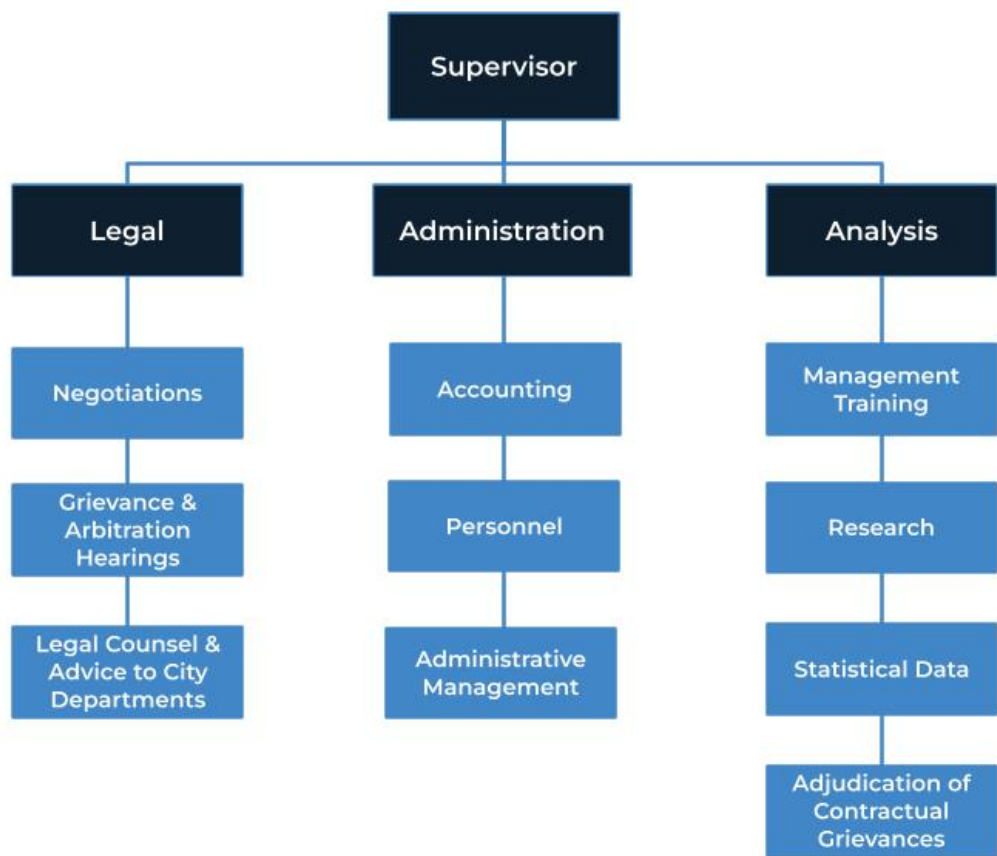 Supervisor
Legal
Administration
Analysis
Negotiations
Accounting
Management
Training
Grievance &
Arbitration
Hearings
Personnel
Research
Legal Counsel &
Advice to City
Departments
Administrative
Management
Statistical Data
Adjudication of
Contractual
Grievances